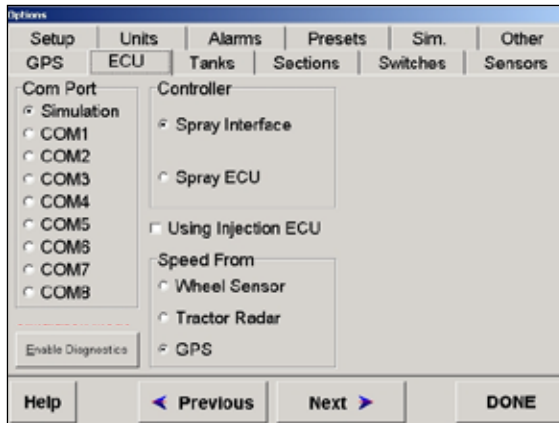 Options
Setup Units Alarms Presets Sim. Other
GPS ECU Tanks Sections Switches Sensors
Com Port
Simulation
COM1
COM2
COM3
COM4
COM5
COM6
COM7
COM8
Enable Diagnostics
Controller
Spray Interface
Spray ECU
Using Injection ECU
Speed From
Wheel Sensor
Tractor Radar
GPS
Help Previous Next DONE